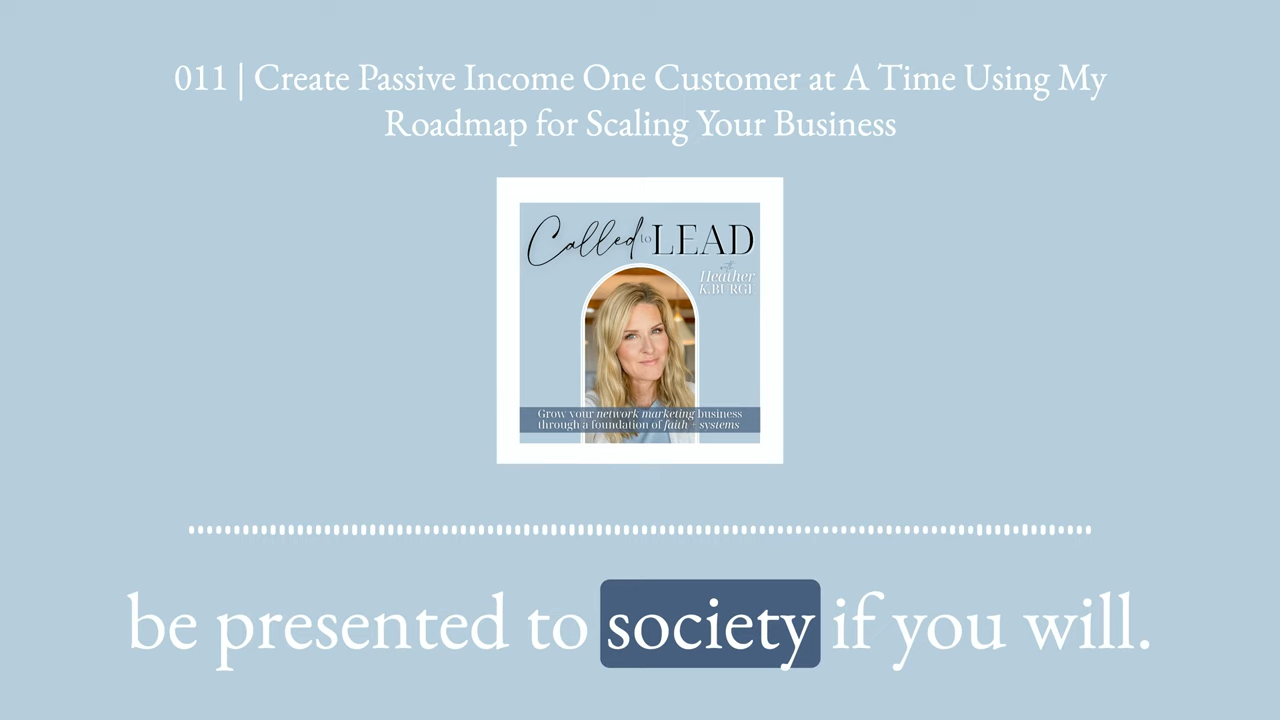 011 | Create Passive Income One Customer at A Time Using My
Roadmap for Scaling Your Business
Called to LEAD
with
Heather
K.BURGE
Grow your network marketing business
through a foundation of faith + systems
be presented to society if you will.